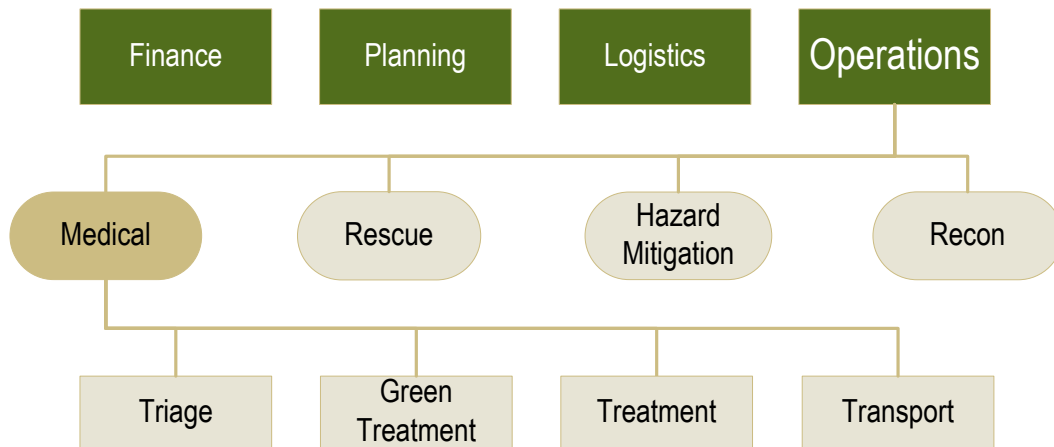 Finance
Planning
Logistics
Operations
Medical
Rescue
Hazard
Mitigation
Recon
Triage
Green
Treatment
Treatment
Transport